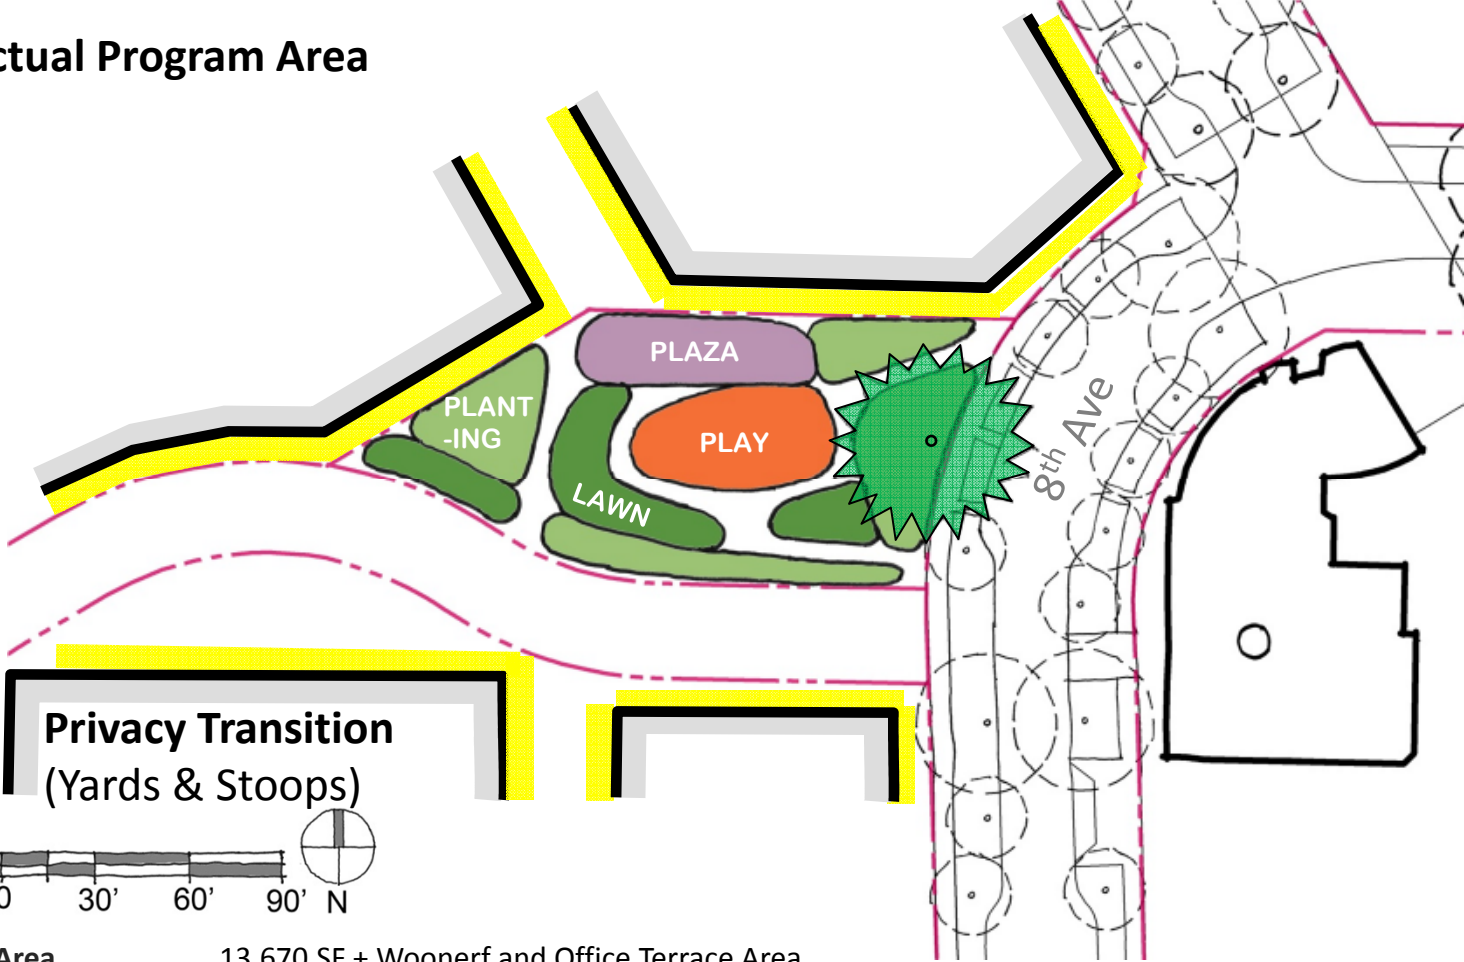 ctual Program Area
PLAZA
PLANT
-ING
PLAY
LAWN
8th Ave
Privacy Transition
(Yards & Stoops)
0 30’ 60’ 90’ N
Area 13,670 SF + Woonerf and Office Terrace Area